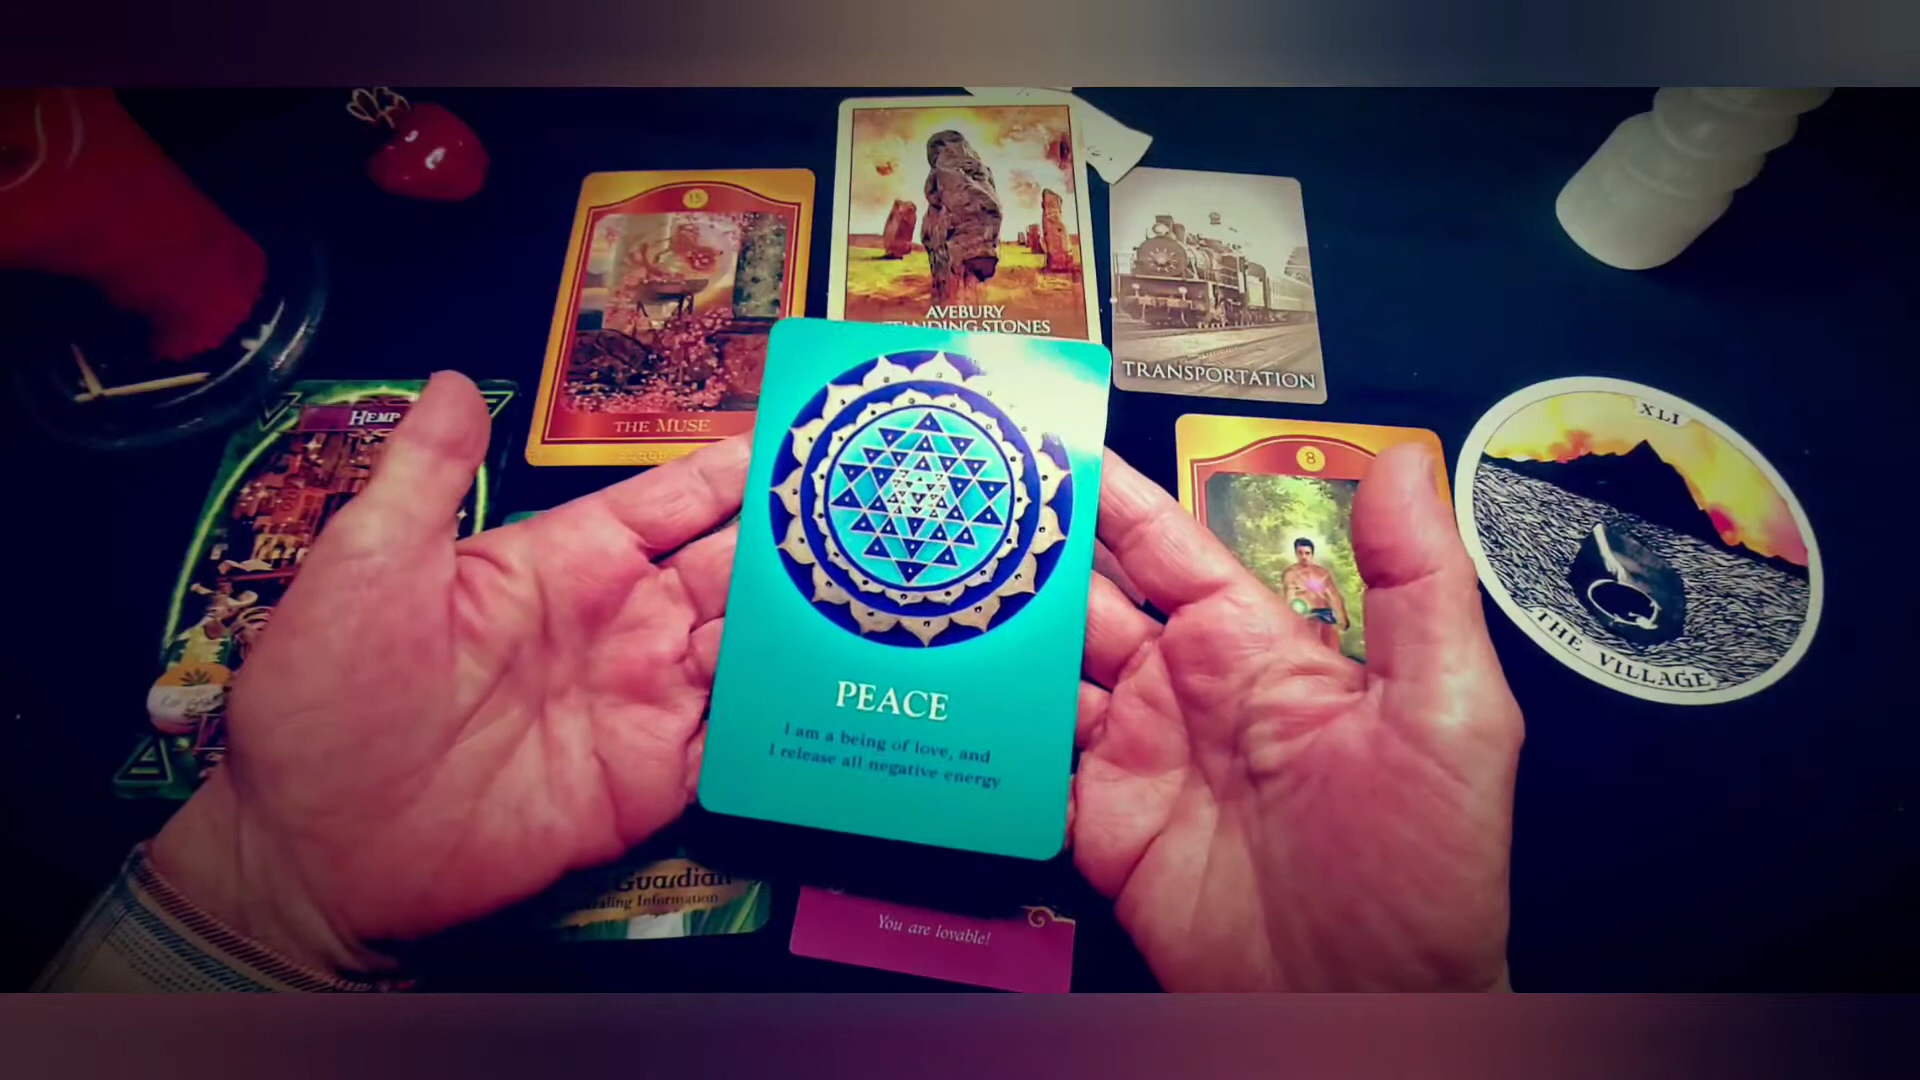 15
THE MUSE
AVEBURY
STANDING STONES
TRANSPORTATION
HEMP
8
XLI
THE VILLAGE
PEACE
I am a being of love, and
I release all negative energy
Guardian
Information
You are lovable!